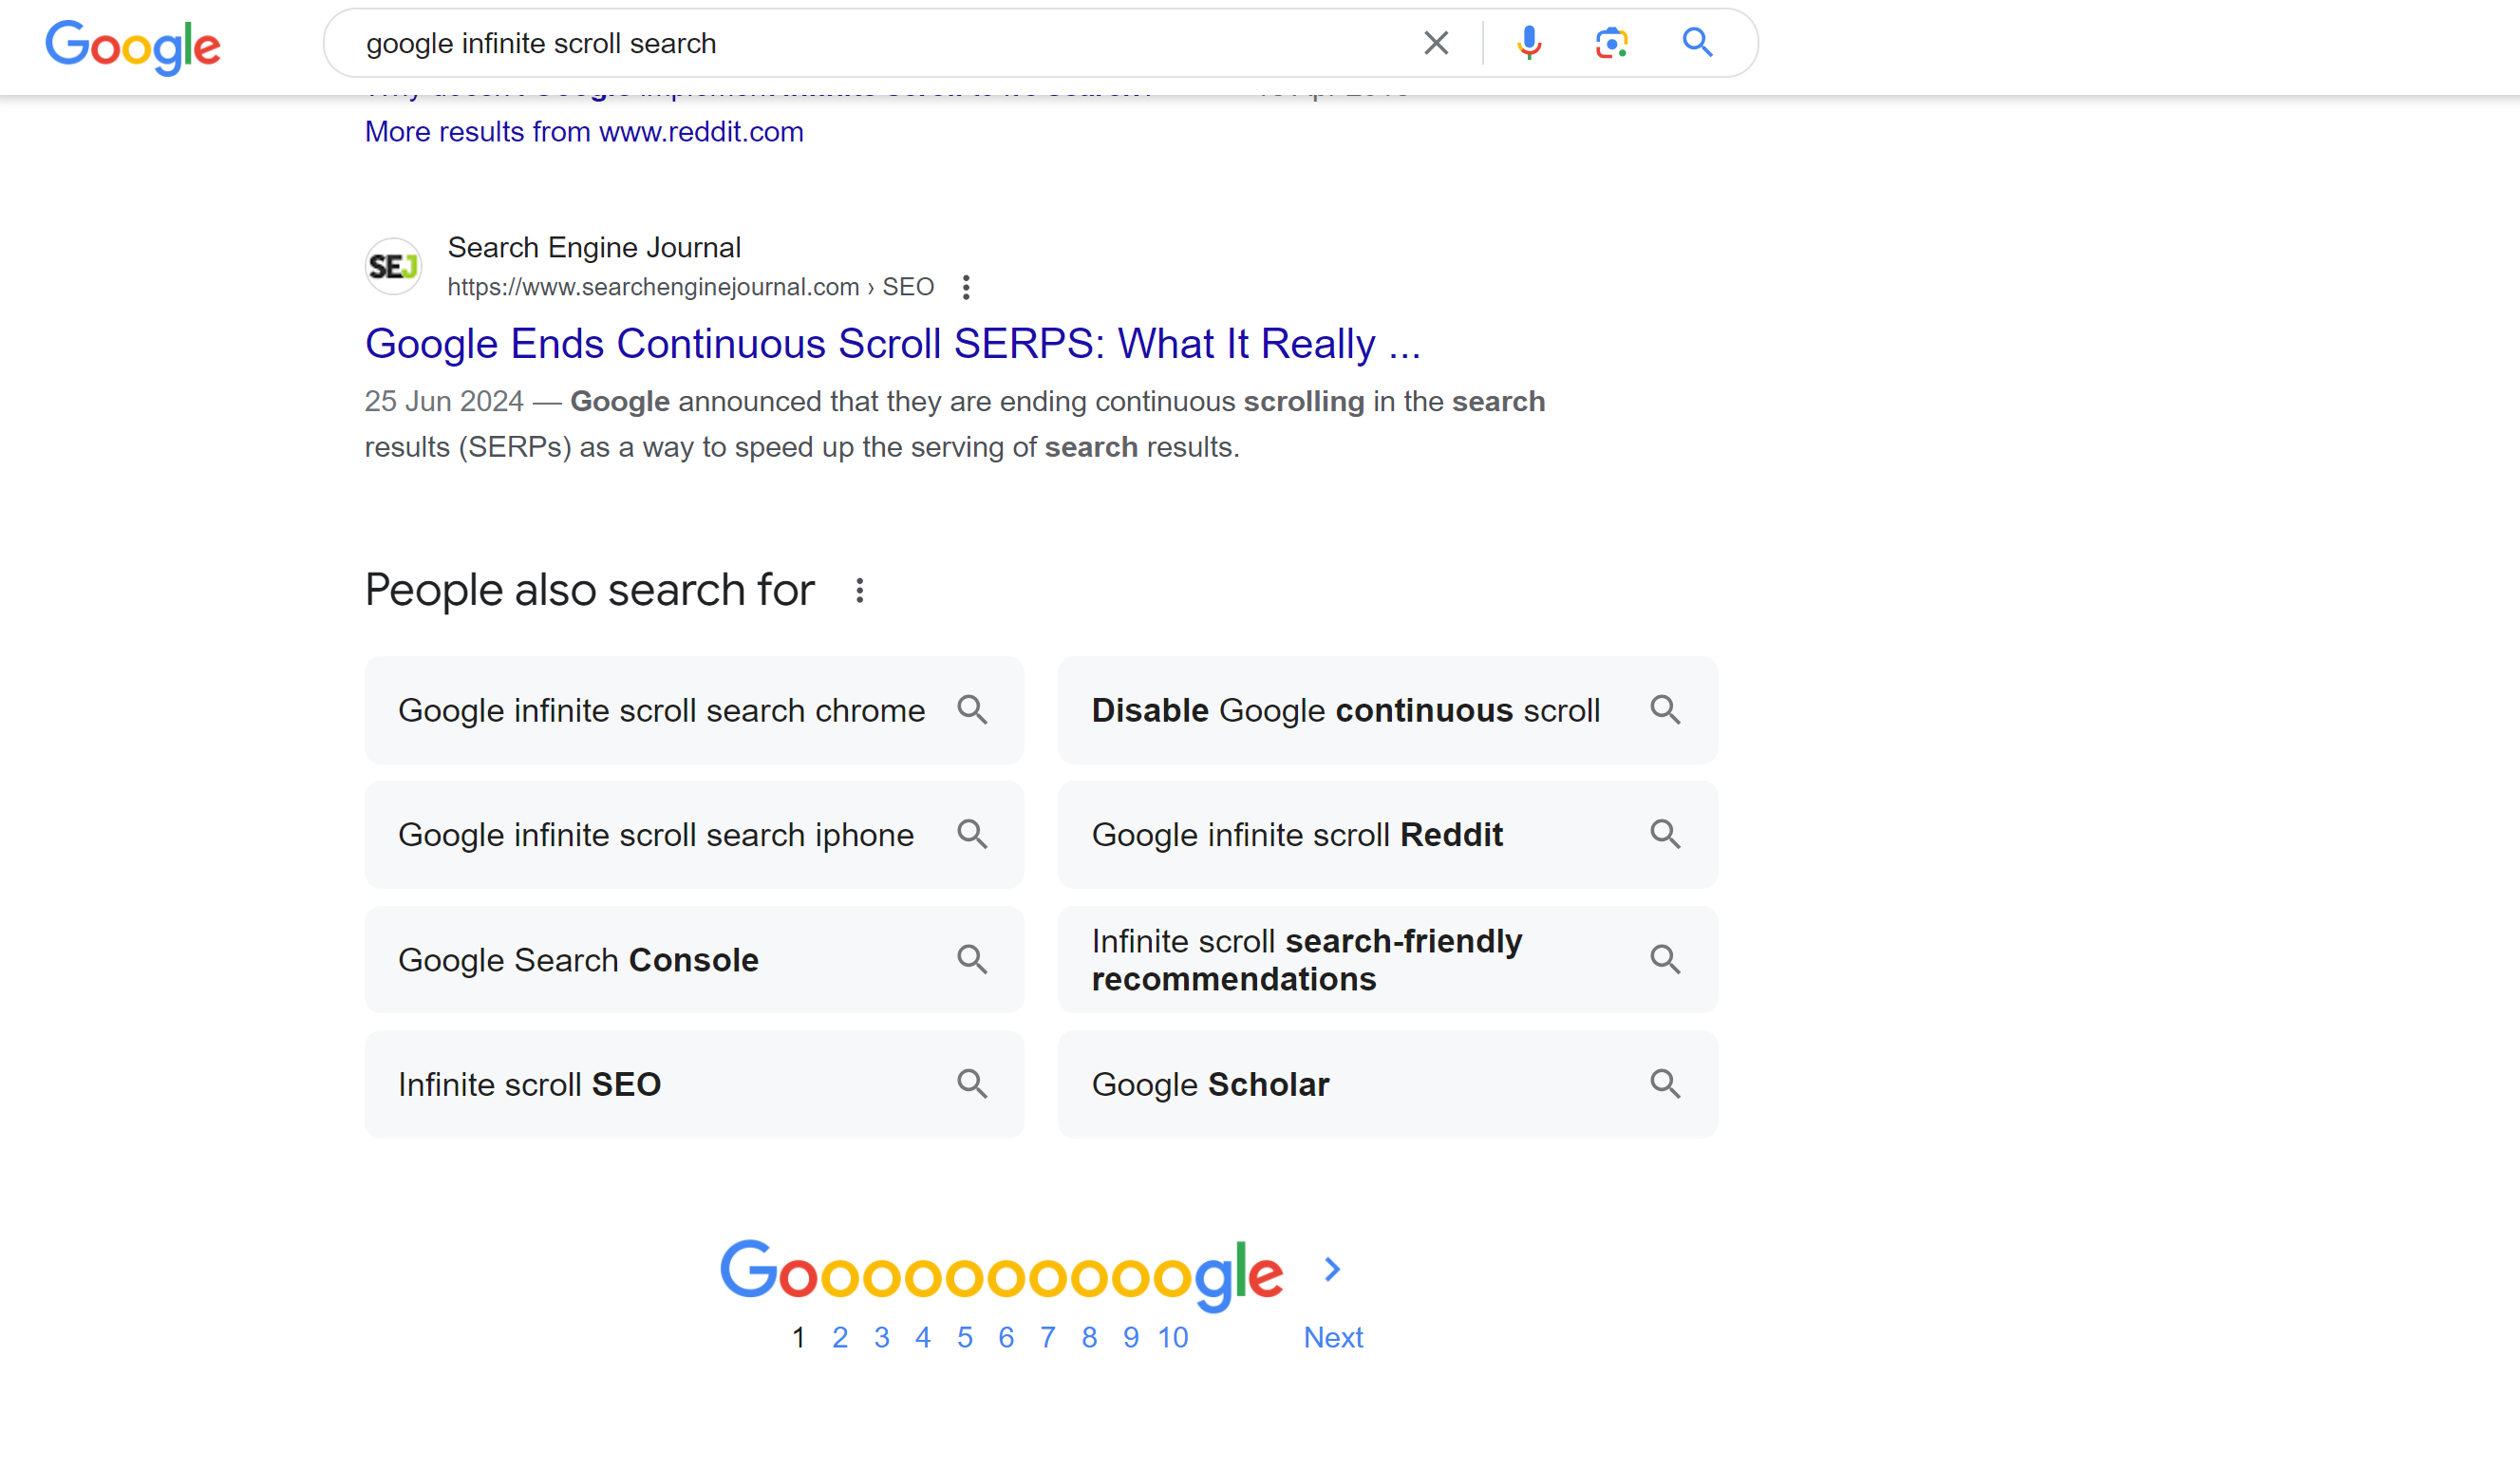 Google
google infinite scroll search
More results from www.reddit.com
Search Engine Journal
SEJ
https://www.searchenginejournal.com › SEO
Google Ends Continuous Scroll SERPS: What It Really ...
25 Jun 2024 — Google announced that they are ending continuous scrolling in the search
results (SERPs) as a way to speed up the serving of search results.
People also search for
Google infinite scroll search chrome
Disable Google continuous scroll
Google infinite scroll search iphone
Google infinite scroll Reddit
Google Search Console
Infinite scroll search-friendly
recommendations
Infinite scroll SEO
Google Scholar
Goooooooooogle
1 2 3 4 5 6 7 8 9 10 Next